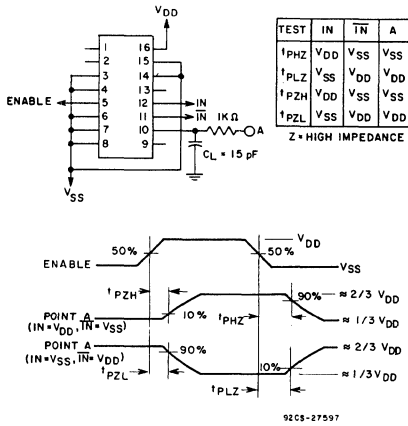 VDD
1 16
2 15
3 14
4 13
ENABLE 5 12 IN
6 11 I̅N̅
7 10 1KΩ A
8 9
CL = 15 pF
VSS
TEST IN I̅N̅ A
tPHZ VDD VSS VSS
tPLZ VSS VDD VDD
tPZH VDD VSS VSS
tPZL VSS VDD VDD
Z = HIGH IMPEDANCE
VDD
50% 50%
ENABLE VSS
tPZH 90% ≈ 2/3 VDD
POINT A 10% tPHZ ≈ 1/3 VDD
(IN=VDD, I̅N̅=VSS)
POINT A 90% ≈ 2/3 VDD
(IN=VSS, I̅N̅=VDD) 10%
tPZL ≈ 1/3 VDD
tPLZ
92CS-27597